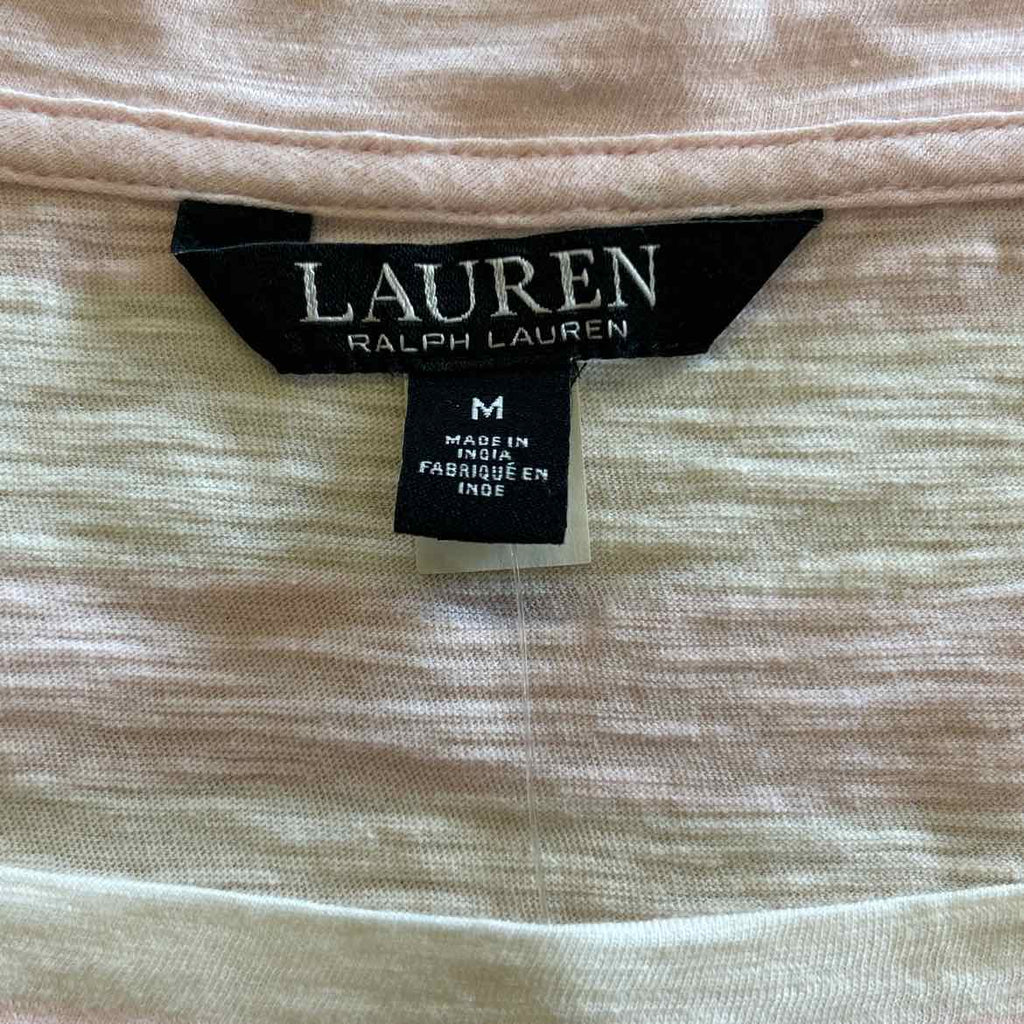 LAUREN
RALPH LAUREN
M
MADE IN
INDIA
FABRIQUÉ EN
INDE